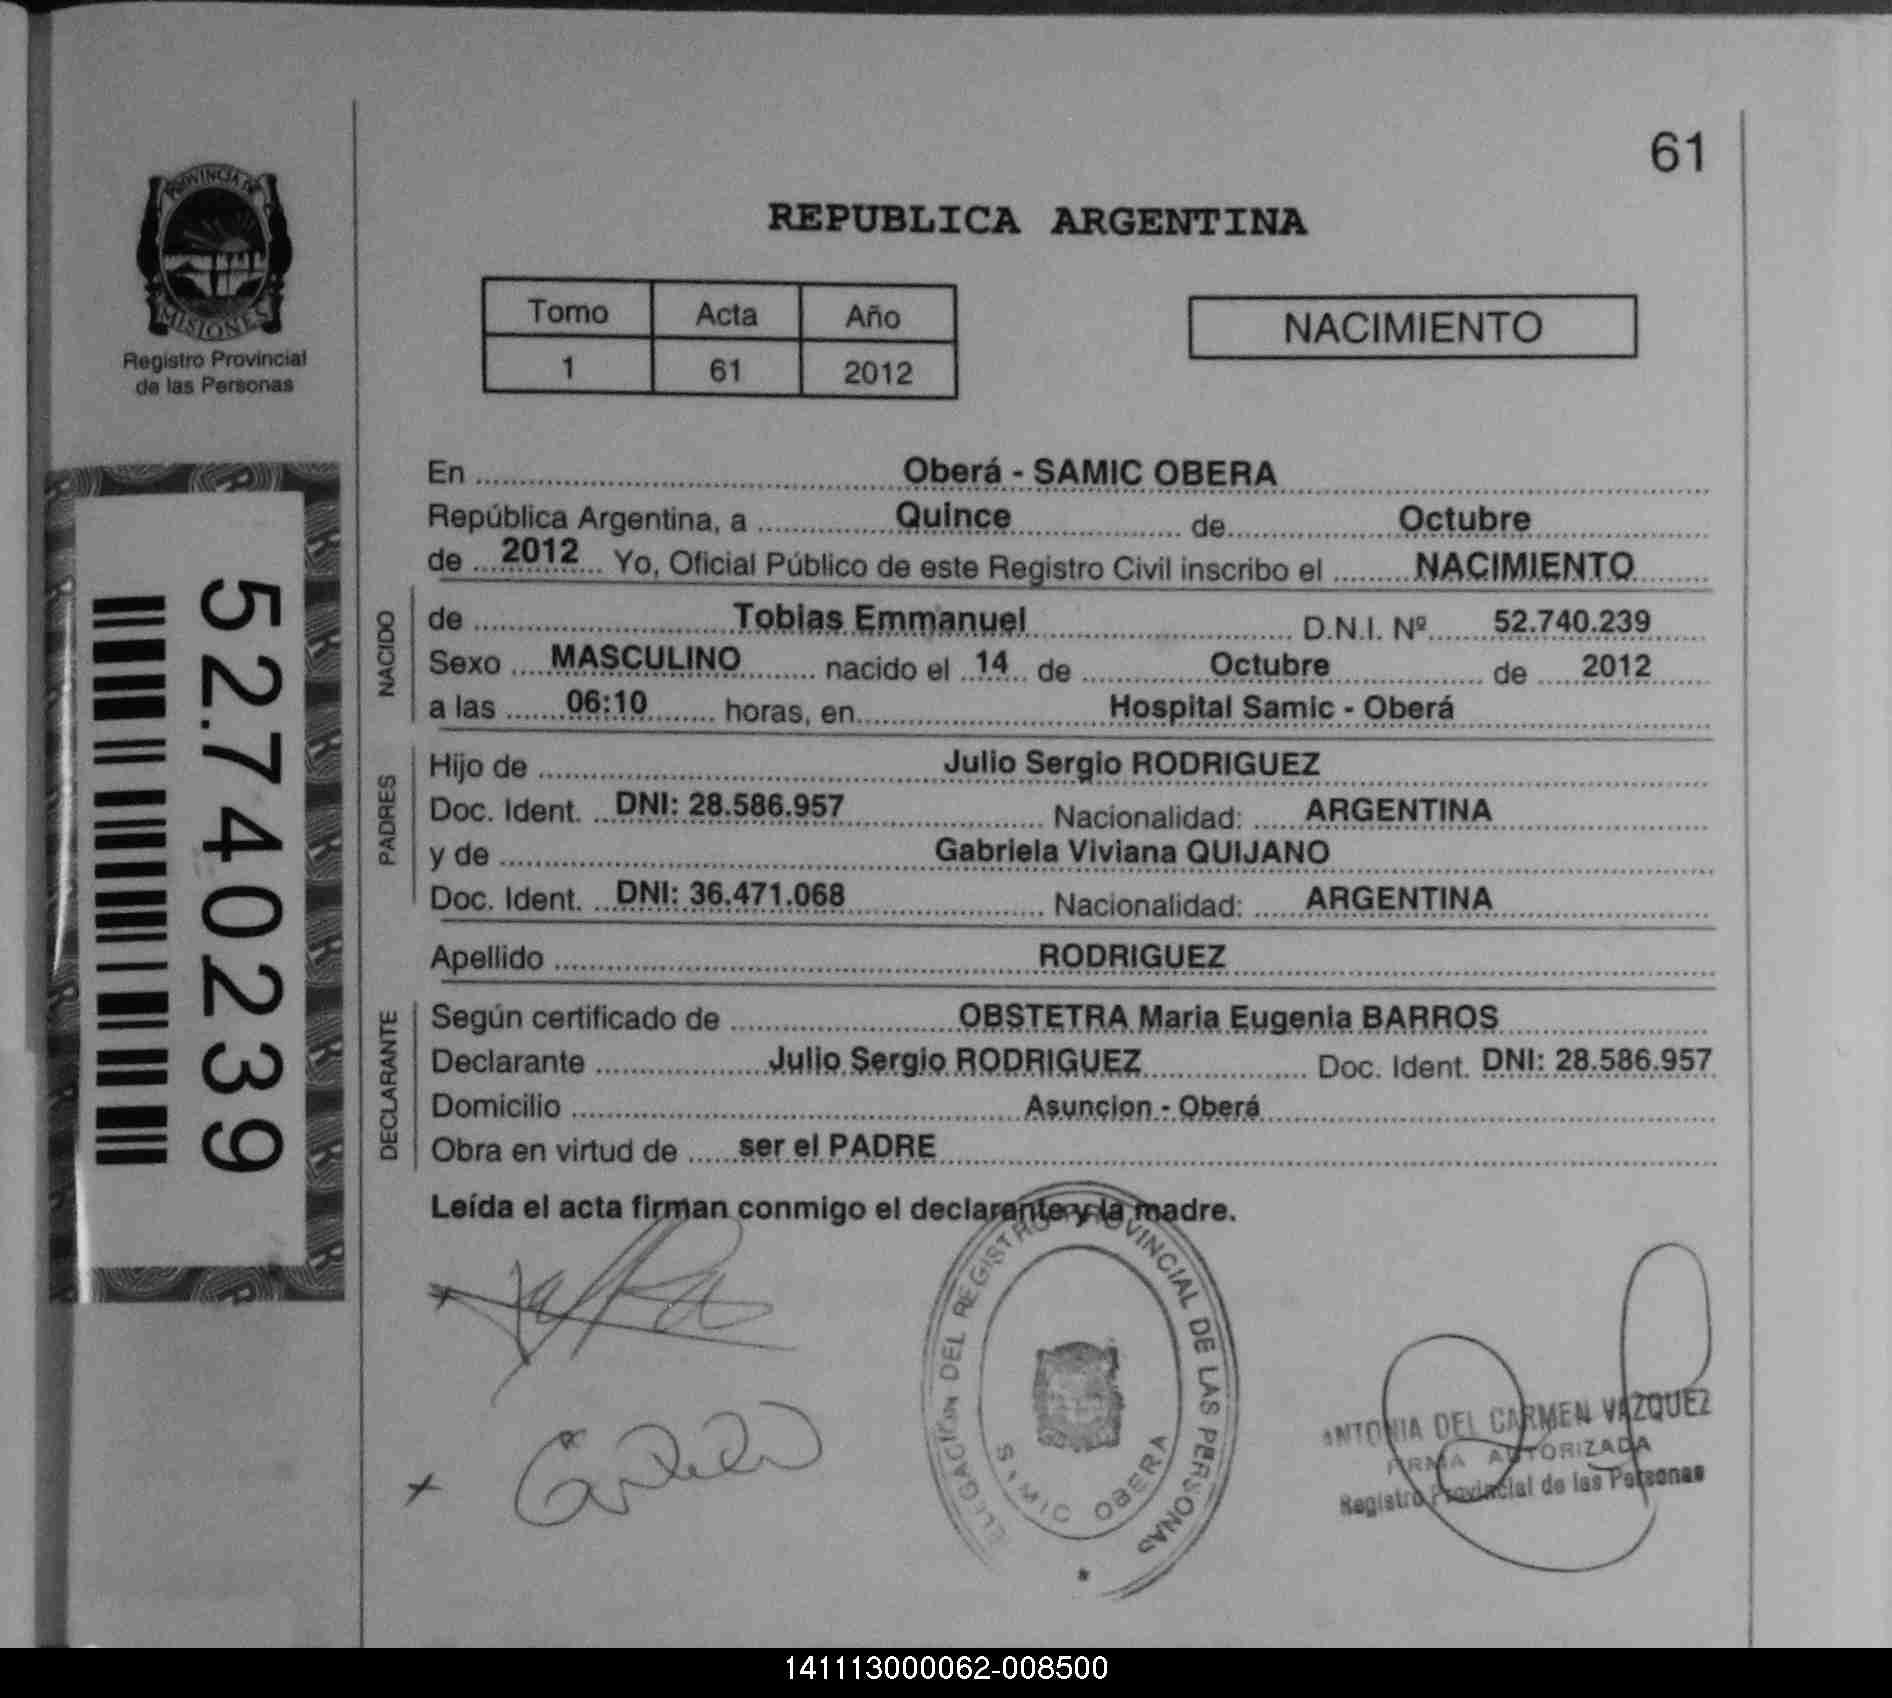 61
PROVINCIA DE
MISIONES
Registro Provincial
de las Personas
REPUBLICA ARGENTINA
Tomo Acta Año
1 61 2012
NACIMIENTO
52.740239
En Oberá - SAMIC OBERA
República Argentina, a Quince de Octubre
de 2012 Yo, Oficial Público de este Registro Civil inscribo el NACIMIENTO
NACIDO
de Tobias Emmanuel D.N.I. Nº 52.740.239
Sexo MASCULINO nacido el 14 de Octubre de 2012
a las 06:10 horas, en Hospital Samic - Oberá
PADRES
Hijo de Julio Sergio RODRIGUEZ
Doc. Ident. DNI: 28.586.957 Nacionalidad: ARGENTINA
y de Gabriela Viviana QUIJANO
Doc. Ident. DNI: 36.471.068 Nacionalidad: ARGENTINA
Apellido RODRIGUEZ
DECLARANTE
Según certificado de OBSTETRA Maria Eugenia BARROS
Declarante Julio Sergio RODRIGUEZ Doc. Ident. DNI: 28.586.957
Domicilio Asuncion - Oberá
Obra en virtud de ser el PADRE
Leída el acta firman conmigo el declarante y la madre.
DEL REGISTRO PROVINCIAL DE LAS PERSONAS
OBERA
ANTONIA DEL CARMEN VAZQUEZ
FIRMA AUTORIZADA
Registro Provincial de las Personas
141113000062-008500